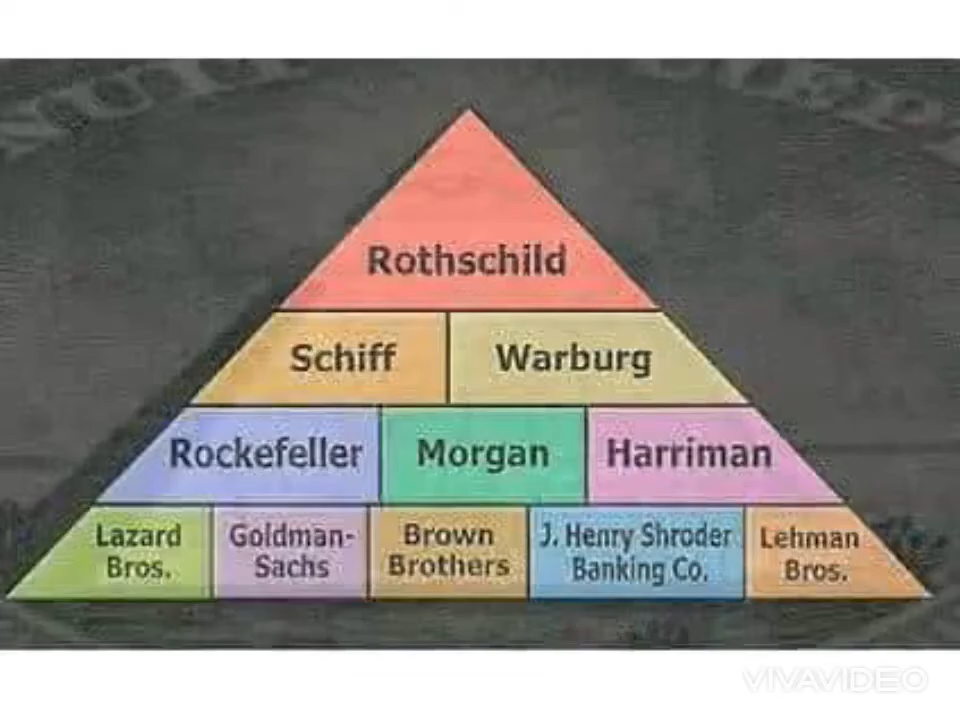 Rothschild
Schiff Warburg
Rockefeller Morgan Harriman
Lazard Goldman- Brown J. Henry Shroder Lehman
Bros. Sachs Brothers Banking Co. Bros.
VIVAVIDEO